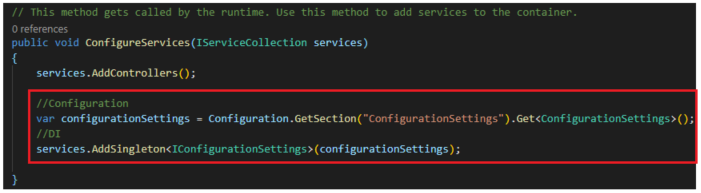 // This method gets called by the runtime. Use this method to add services to the container.
0 references
public void ConfigureServices(IServiceCollection services)
{
services.AddControllers();
//Configuration
var configurationSettings = Configuration.GetSection("ConfigurationSettings").Get<ConfigurationSettings>();
//DI
services.AddSingleton<IConfigurationSettings>(configurationSettings);
}